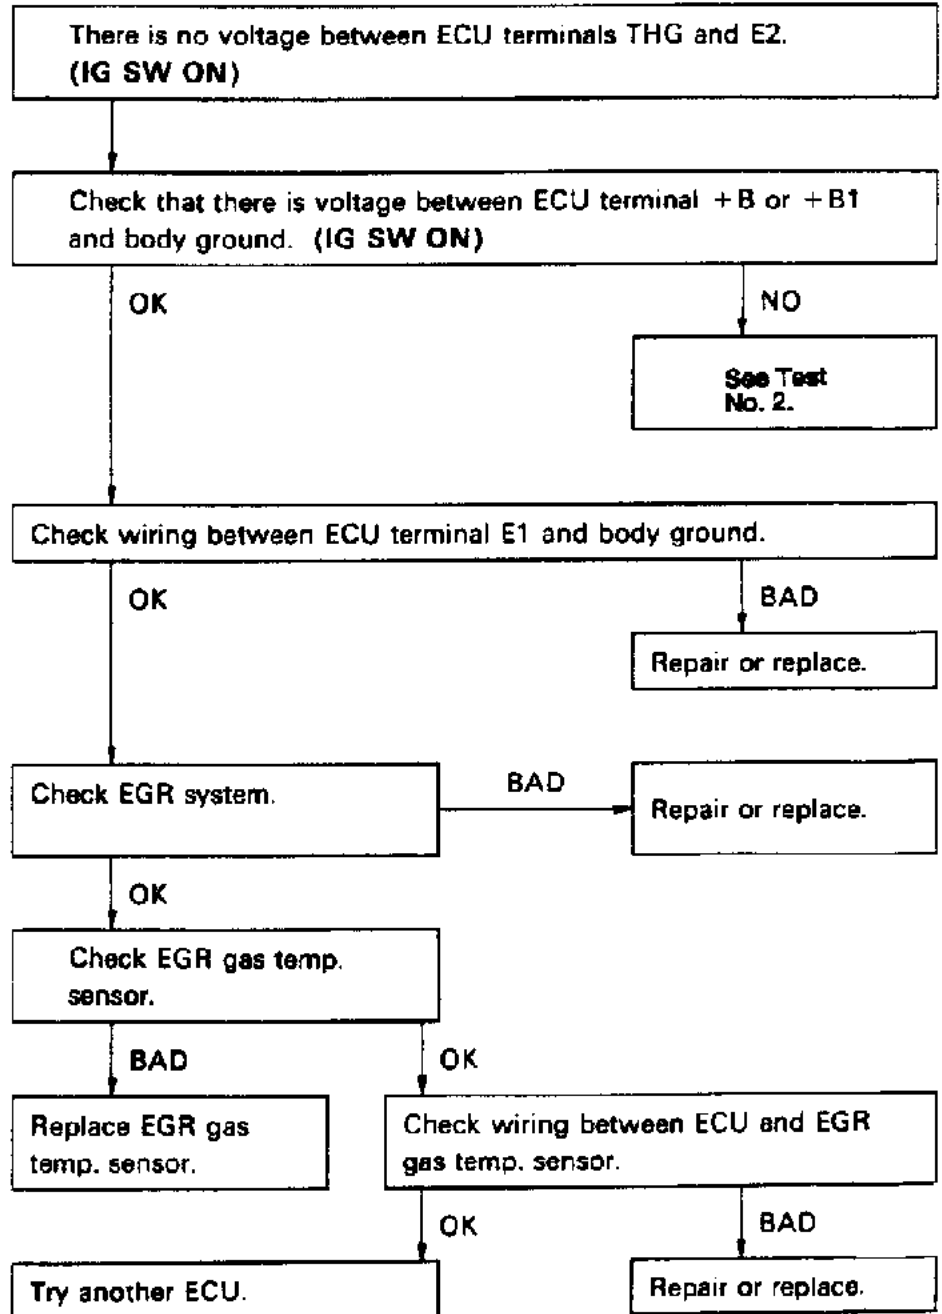 There is no voltage between ECU terminals THG and E2.
(IG SW ON)
Check that there is voltage between ECU terminal +B or +B1
and body ground. (IG SW ON)
OK
NO
See Test
No. 2.
Check wiring between ECU terminal E1 and body ground.
OK
BAD
Repair or replace.
Check EGR system.
BAD
Repair or replace.
OK
Check EGR gas temp.
sensor.
BAD
OK
Replace EGR gas
temp. sensor.
Check wiring between ECU and EGR
gas temp. sensor.
OK
BAD
Try another ECU.
Repair or replace.